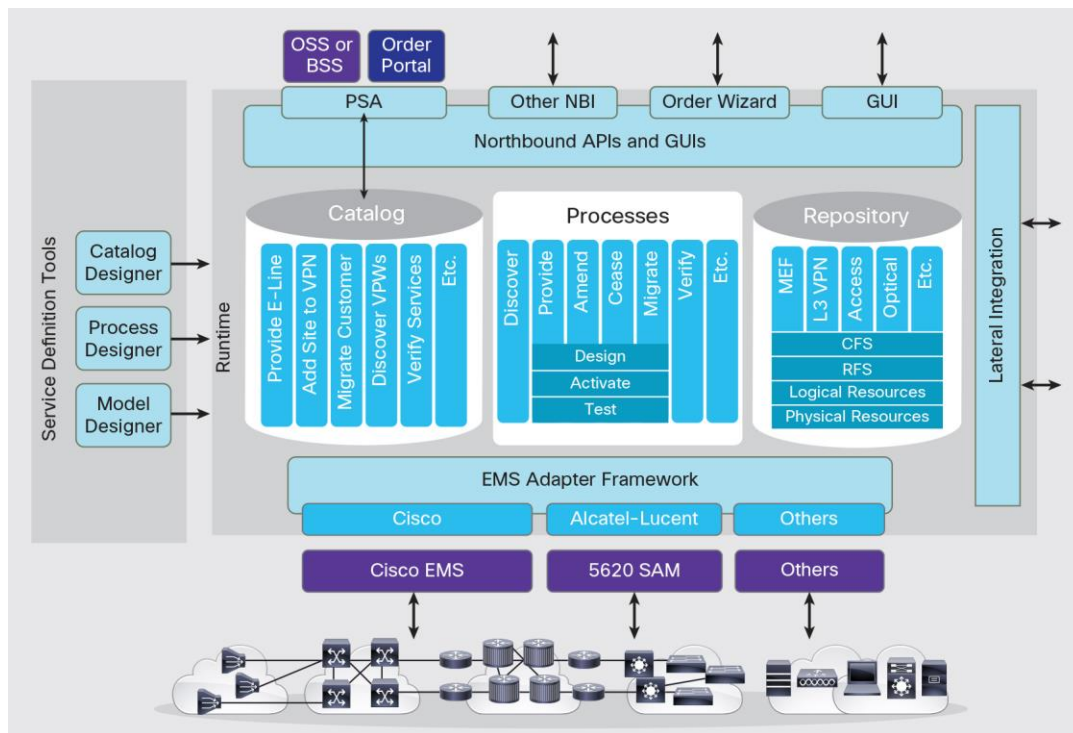 OSS or
BSS
Order
Portal
PSA
Other NBI
Order Wizard
GUI
Northbound APIs and GUIs
Service Definition Tools
Catalog
Designer
Process
Designer
Model
Designer
Runtime
Catalog
Provide E-Line
Add Site to VPN
Migrate Customer
Discover VPWs
Verify Services
Etc.
Processes
Discover
Provide
Amend
Cease
Migrate
Verify
Etc.
Design
Activate
Test
Repository
MEF
L3 VPN
Access
Optical
Etc.
CFS
RFS
Logical Resources
Physical Resources
Lateral Integration
EMS Adapter Framework
Cisco
Alcatel-Lucent
Others
Cisco EMS
5620 SAM
Others